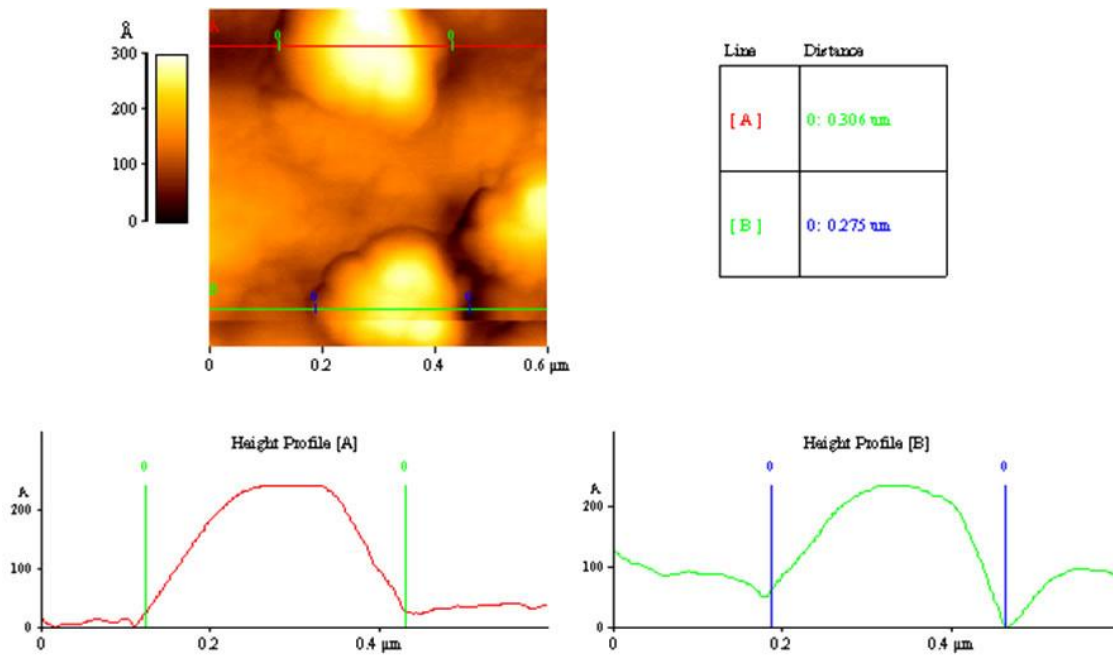 Å
300
200
100
0
A
0 0
B
0 0
0 0.2 0.4 0.6 µm
Line Distance
[ A ] 0: 0.306 um
[ B ] 0: 0.275 um
Height Profile [A]
0 0
Å
200
100
0
0 0.2 0.4 µm
Height Profile [B]
0 0
Å
200
100
0
0 0.2 0.4 µm